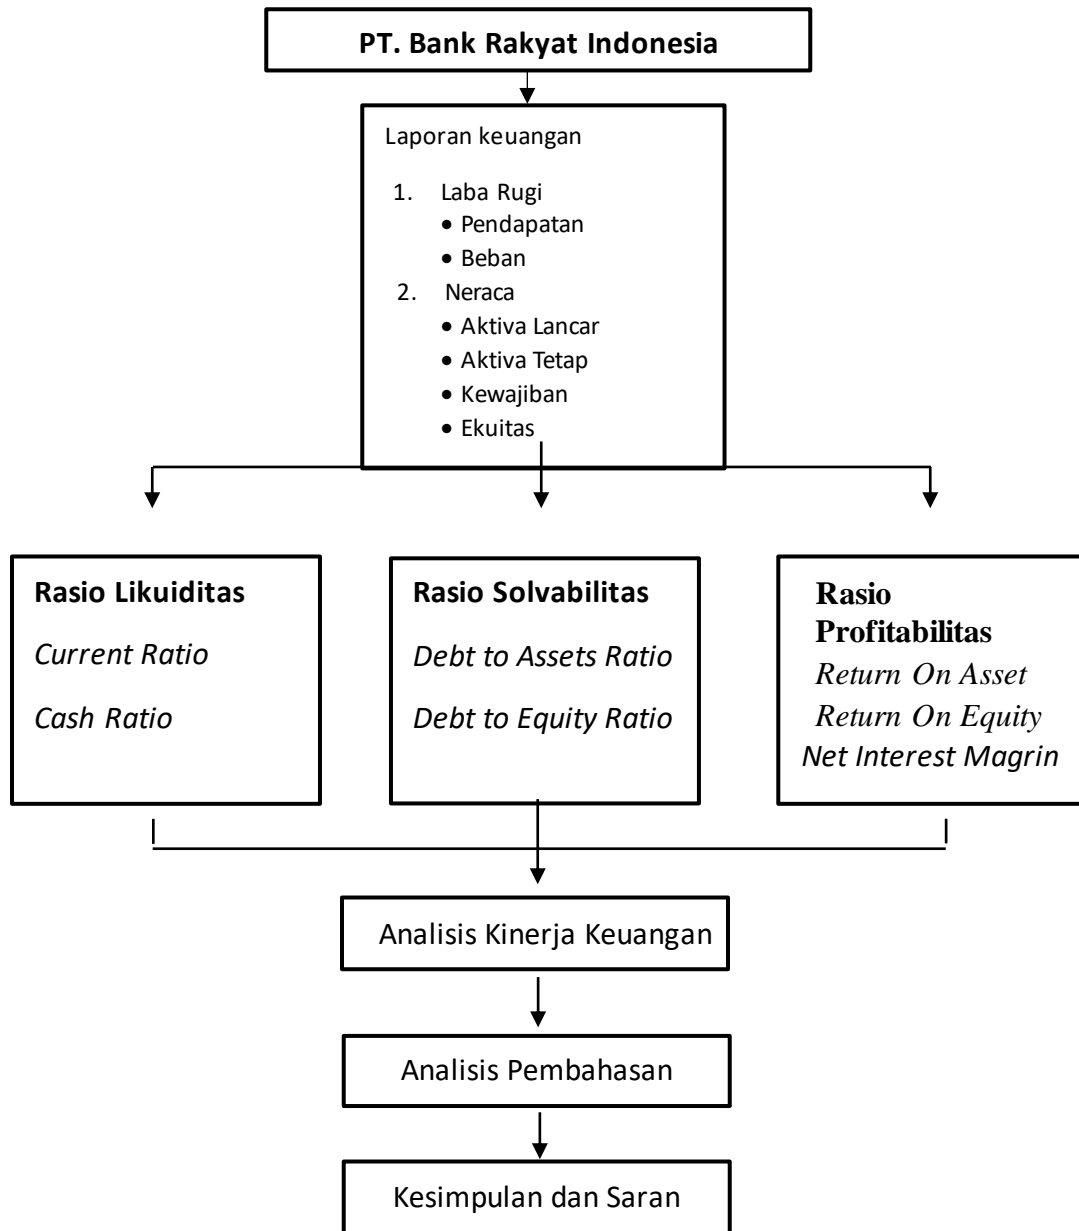 PT. Bank Rakyat Indonesia
Laporan keuangan
1. Laba Rugi
• Pendapatan
• Beban
2. Neraca
• Aktiva Lancar
• Aktiva Tetap
• Kewajiban
• Ekuitas
Rasio Likuiditas
Current Ratio
Cash Ratio
Rasio Solvabilitas
Debt to Assets Ratio
Debt to Equity Ratio
Rasio
Profitabilitas
Return On Asset
Return On Equity
Net Interest Magrin
Analisis Kinerja Keuangan
Analisis Pembahasan
Kesimpulan dan Saran